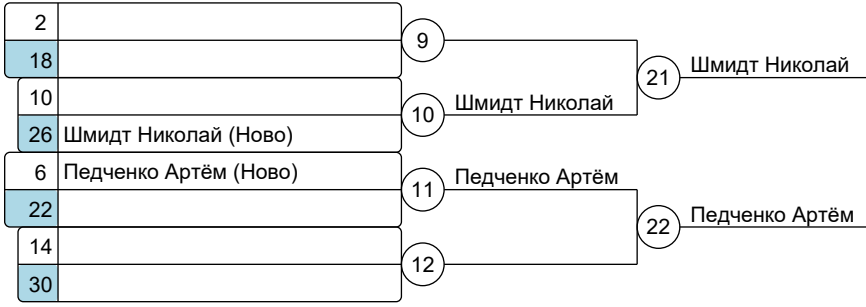 2
9
18
Шмидт Николай
21
10
Шмидт Николай
10
26 Шмидт Николай (Ново)
6 Педченко Артём (Ново)
Педченко Артём
11
22
Педченко Артём
22
14
12
30